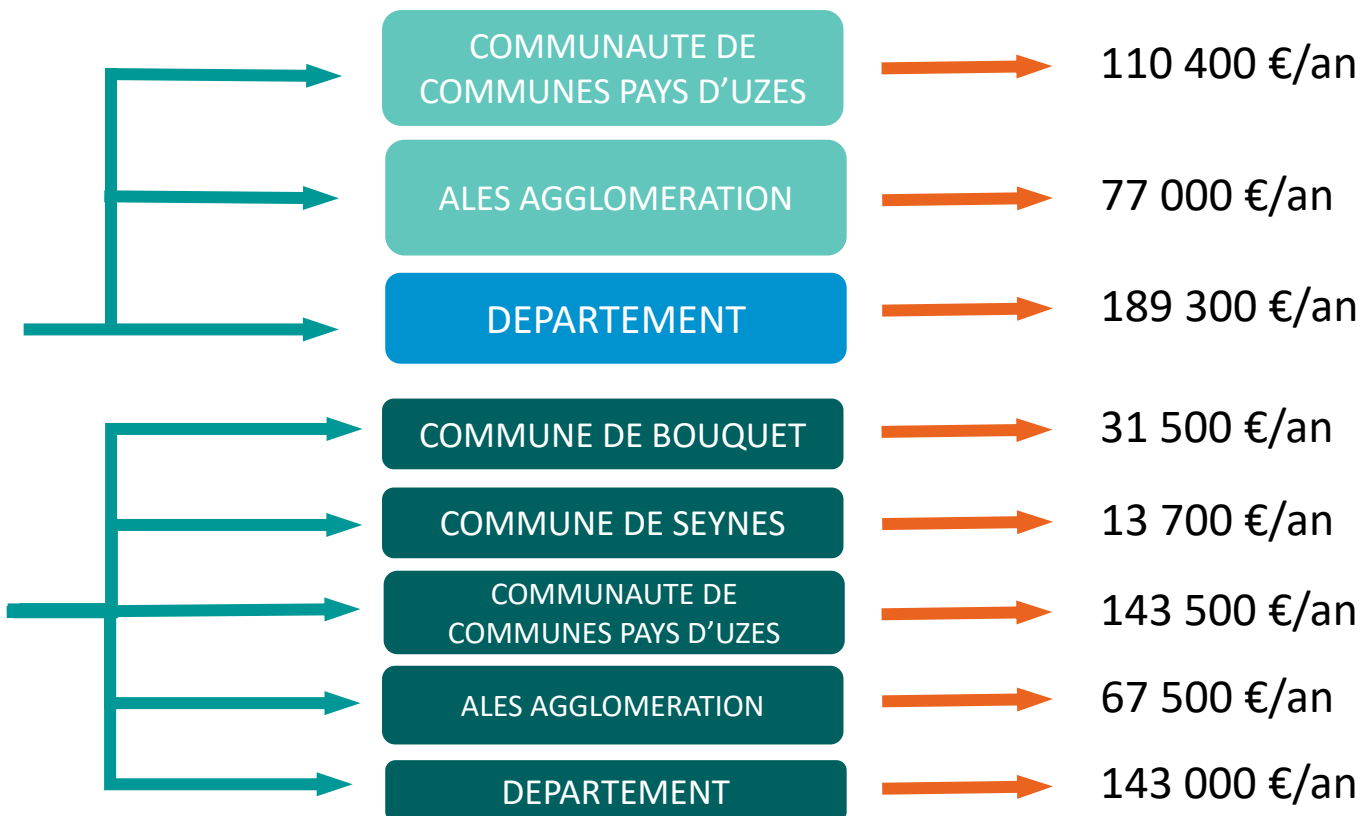 COMMUNAUTE DE
COMMUNES PAYS D’UZES
110 400 €/an
ALES AGGLOMERATION
77 000 €/an
DEPARTEMENT
189 300 €/an
COMMUNE DE BOUQUET
31 500 €/an
COMMUNE DE SEYNES
13 700 €/an
COMMUNAUTE DE
COMMUNES PAYS D’UZES
143 500 €/an
ALES AGGLOMERATION
67 500 €/an
DEPARTEMENT
143 000 €/an